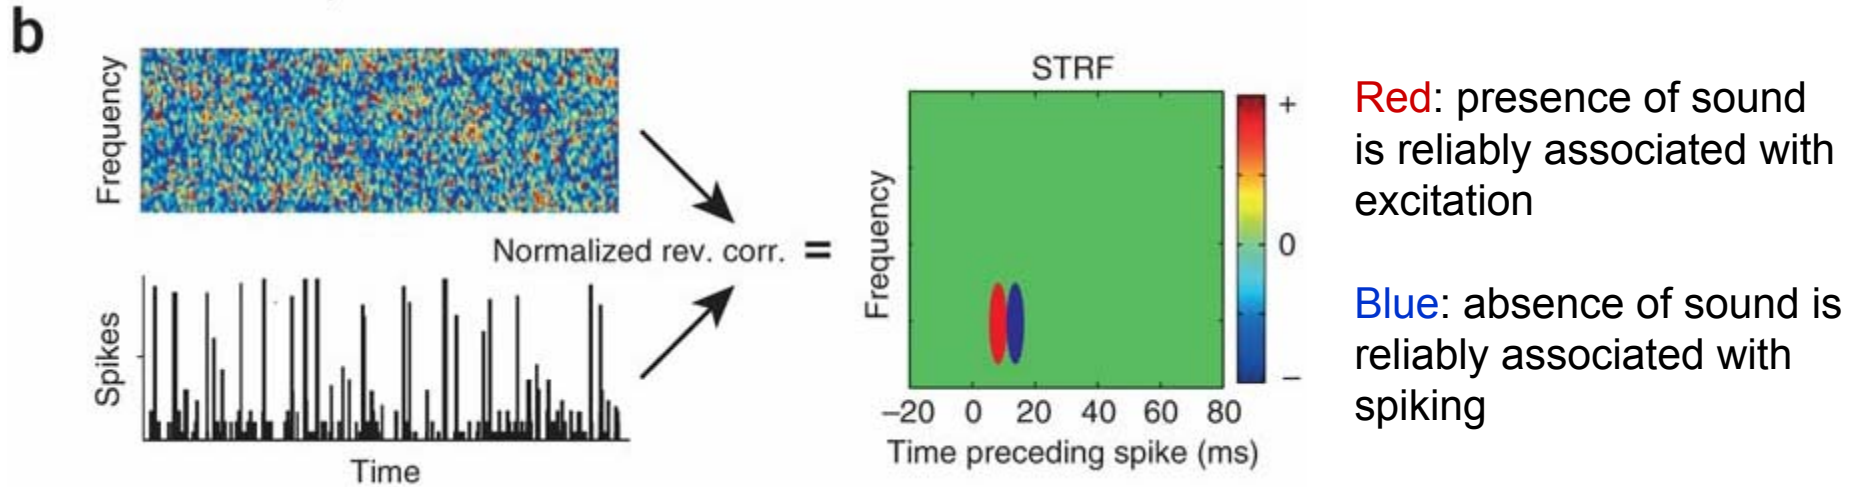 b
Frequency
Spikes
Time
Normalized rev. corr. =
STRF
Frequency
+
0
–
–20 0 20 40 60 80
Time preceding spike (ms)
Red: presence of sound
is reliably associated with
excitation
Blue: absence of sound is
reliably associated with
spiking